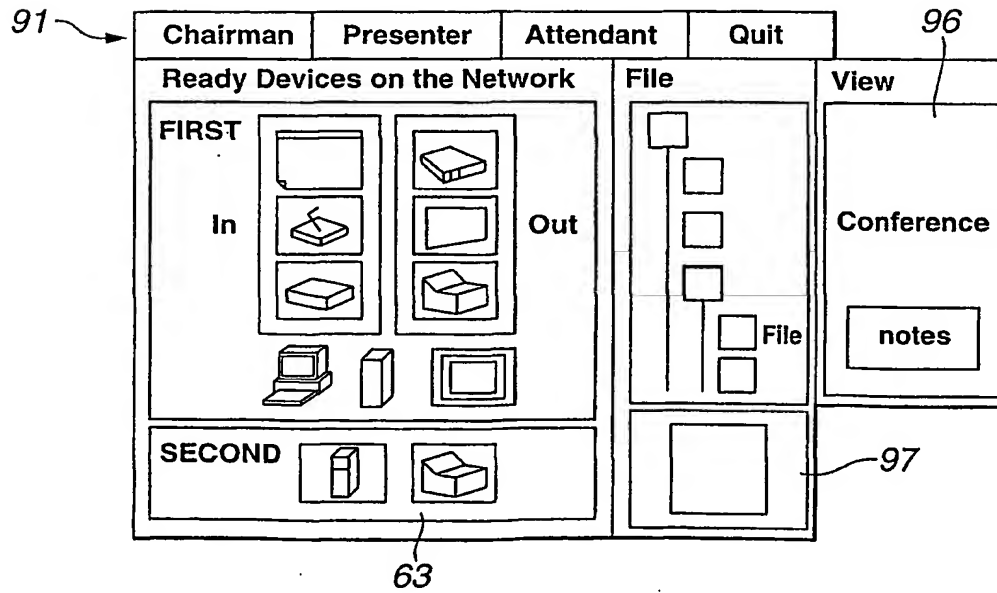 91
Chairman Presenter Attendant Quit
96
Ready Devices on the Network File View
FIRST
In Out Conference
File notes
SECOND
97
63